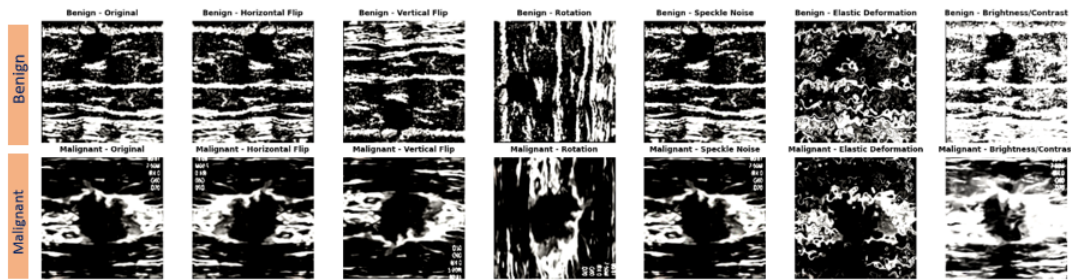 Benign - Original
Benign - Horizontal Flip
Benign - Vertical Flip
Benign - Rotation
Benign - Speckle Noise
Benign - Elastic Deformation
Benign - Brightness/Contrast
Benign
Malignant - Original
Malignant - Horizontal Flip
Malignant - Vertical Flip
Malignant - Rotation
Malignant - Speckle Noise
Malignant - Elastic Deformation
Malignant - Brightness/Contrast
Malignant